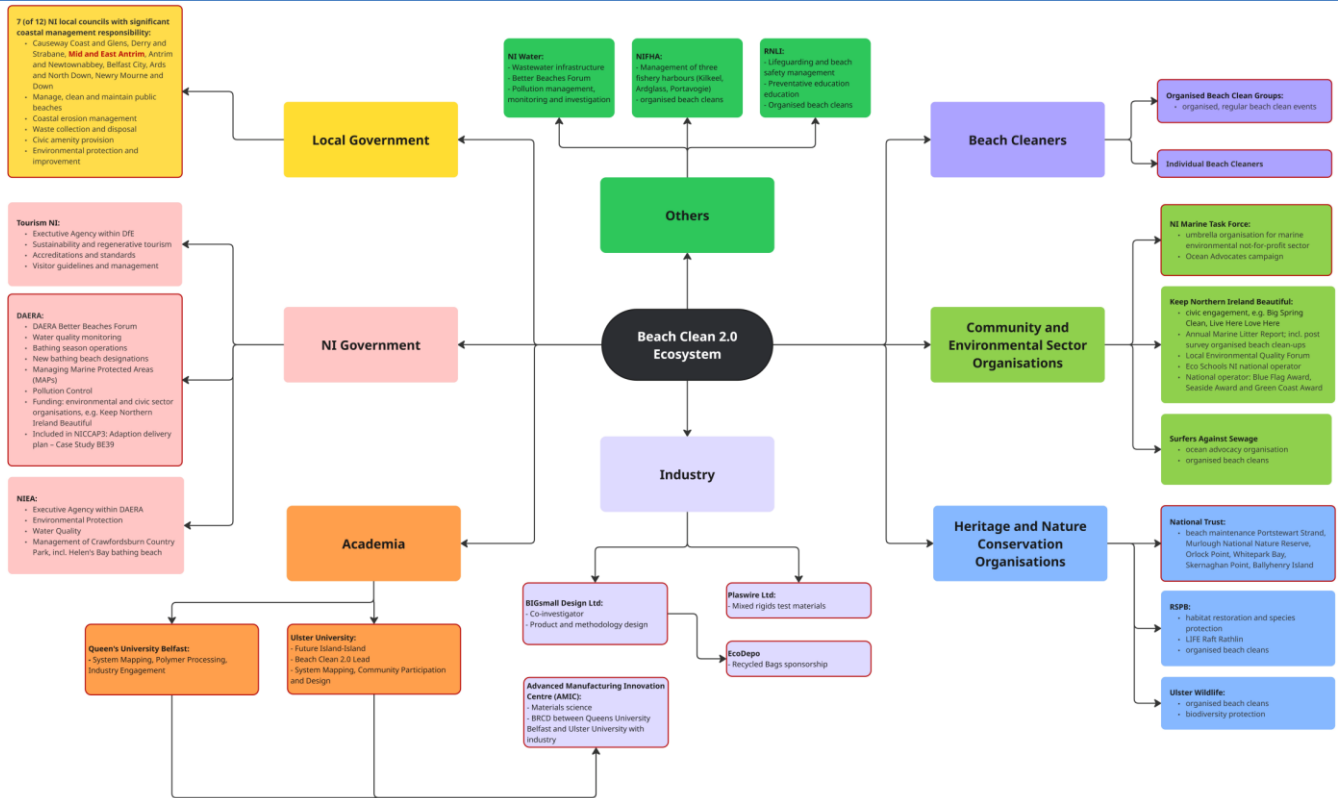 7 (of 12) NI local councils with significant
coastal management responsibility:
• Causeway Coast and Glens, Derry and
Strabane, Mid and East Antrim, Antrim
and Newtownabbey, Belfast City, Ards
and North Down, Newry Mourne and
Down
• Manage, clean and maintain public
beaches
• Coastal erosion management
• Waste collection and disposal
• Civic amenity provision
• Environmental protection and
improvement
Local Government
NI Water:
- Wastewater infrastructure
- Better Beaches Forum
- Pollution management,
monitoring and investigation
NIFHA:
- Management of three
fishery harbours (Kilkeel,
Ardglass, Portavogie)
- organised beach cleans
RNLI:
- Lifeguarding and beach
safety management
- Preventative education
education
- Organised beach cleans
Others
Beach Cleaners
Organised Beach Clean Groups:
• organised, regular beach clean events
Individual Beach Cleaners
Tourism NI:
• Exectutive Agency within DfE
• Sustainability and regenerative tourism
• Accreditations and standards
• Visitor guidelines and management
DAERA:
• DAERA Better Beaches Forum
• Water quality monitoring
• Bathing season operations
• New bathing beach designations
• Managing Marine Protected Areas
(MAPs)
• Pollution Control
• Funding: environmental and civic sector
organisations, e.g. Keep Northern
Ireland Beautiful
• Included in NICCAP3: Adaption delivery
plan – Case Study BE39
NIEA:
• Executive Agency within DAERA
• Environmental Protection
• Water Quality
• Management of Crawfordsburn Country
Park, incl. Helen's Bay bathing beach
NI Government
Beach Clean 2.0
Ecosystem
Community and
Environmental Sector
Organisations
NI Marine Task Force:
• umbrella organisation for marine
environmental not-for-profit sector
• Ocean Advocates campaign
Keep Northern Ireland Beautiful:
• civic engagement, e.g. Big Spring
Clean, Live Here Love Here
• Annual Marine Litter Report; incl. post
survey organised beach clean-ups
• Local Environmental Quality Forum
• Eco Schools NI national operator
• National operator: Blue Flag Award,
Seaside Award and Green Coast Award
Surfers Against Sewage
• ocean advocacy organisation
• organised beach cleans
Industry
Academia
Heritage and Nature
Conservation
Organisations
National Trust:
• beach maintenance Portstewart Strand,
Murlough National Nature Reserve,
Orlock Point, Whitepark Bay,
Skernaghan Point, Ballyhenry Island
RSPB:
• habitat restoration and species
protection
• LIFE Raft Rathlin
• organised beach cleans
Ulster Wildlife:
• organised beach cleans
• biodiversity protection
Queen's University Belfast:
- System Mapping, Polymer Processing,
Industry Engagement
Ulster University:
- Future Island-Island
- Beach Clean 2.0 Lead
- System Mapping, Community Participation
and Design
BIGsmall Design Ltd:
- Co-investigator
- Product and methodology design
Plaswire Ltd:
- Mixed rigids test materials
EcoDepo
- Recycled Bags sponsorship
Advanced Manufacturing Innovation
Centre (AMIC):
- Materials science
- BRCD between Queens University
Belfast and Ulster University with
industry